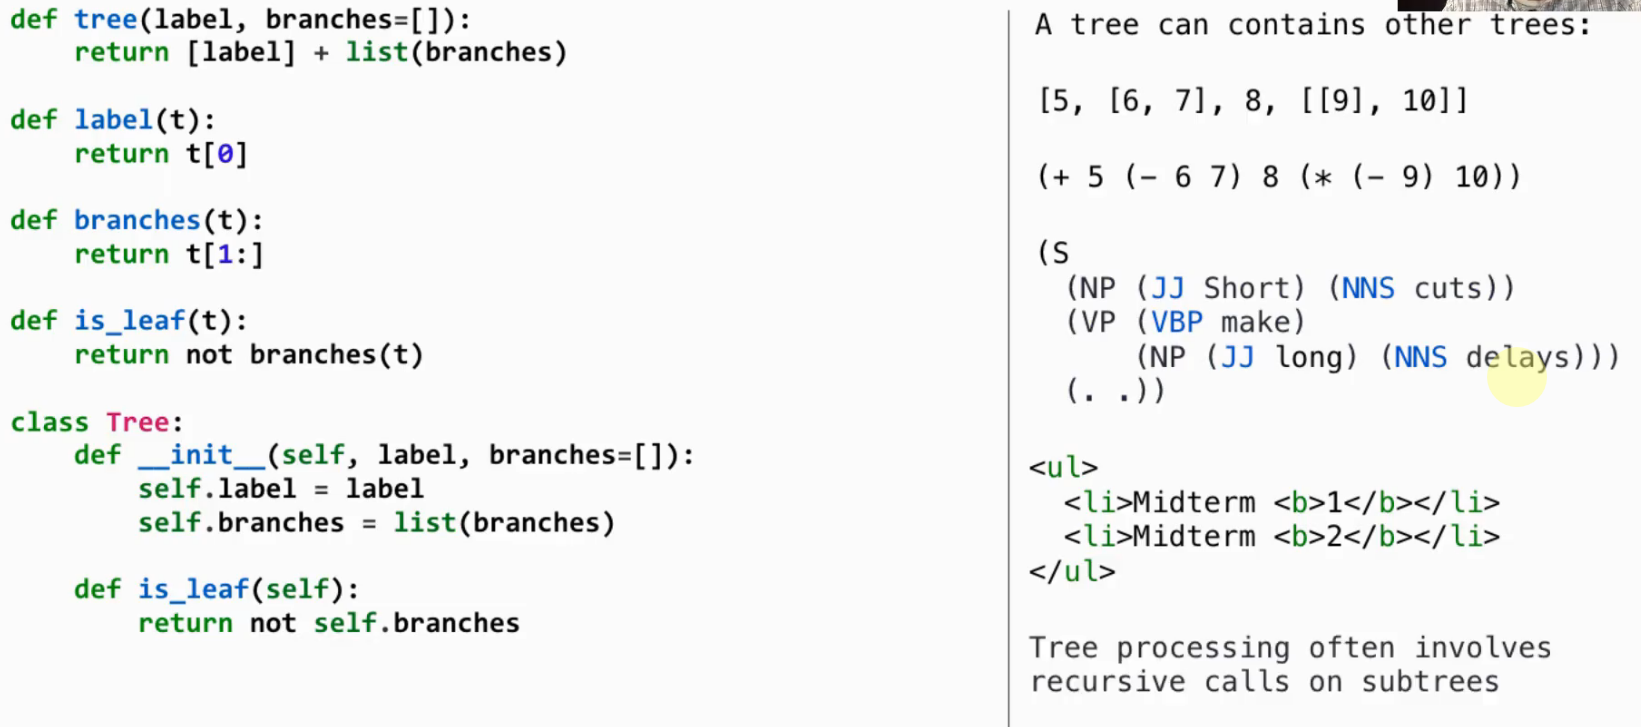 def tree(label, branches=[]):
    return [label] + list(branches)

def label(t):
    return t[0]

def branches(t):
    return t[1:]

def is_leaf(t):
    return not branches(t)

class Tree:
    def __init__(self, label, branches=[]):
        self.label = label
        self.branches = list(branches)

    def is_leaf(self):
        return not self.branches

A tree can contains other trees:

[5, [6, 7], 8, [[9], 10]]

(+ 5 (- 6 7) 8 (* (- 9) 10))

(S
  (NP (JJ Short) (NNS cuts))
  (VP (VBP make)
      (NP (JJ long) (NNS delays)))
  (. .))

<ul>
  <li>Midterm <b>1</b></li>
  <li>Midterm <b>2</b></li>
</ul>

Tree processing often involves
recursive calls on subtrees